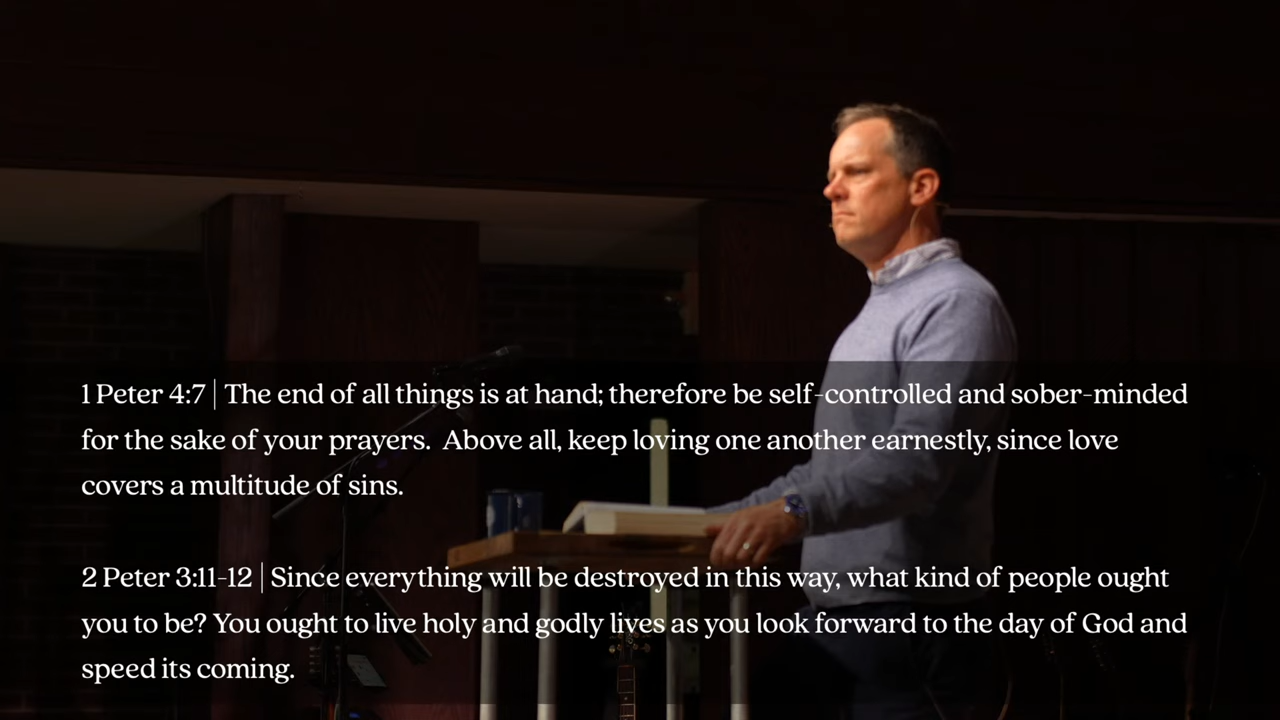 1 Peter 4:7 | The end of all things is at hand; therefore be self-controlled and sober-minded
for the sake of your prayers.  Above all, keep loving one another earnestly, since love
covers a multitude of sins.
2 Peter 3:11-12 | Since everything will be destroyed in this way, what kind of people ought
you to be? You ought to live holy and godly lives as you look forward to the day of God and
speed its coming.